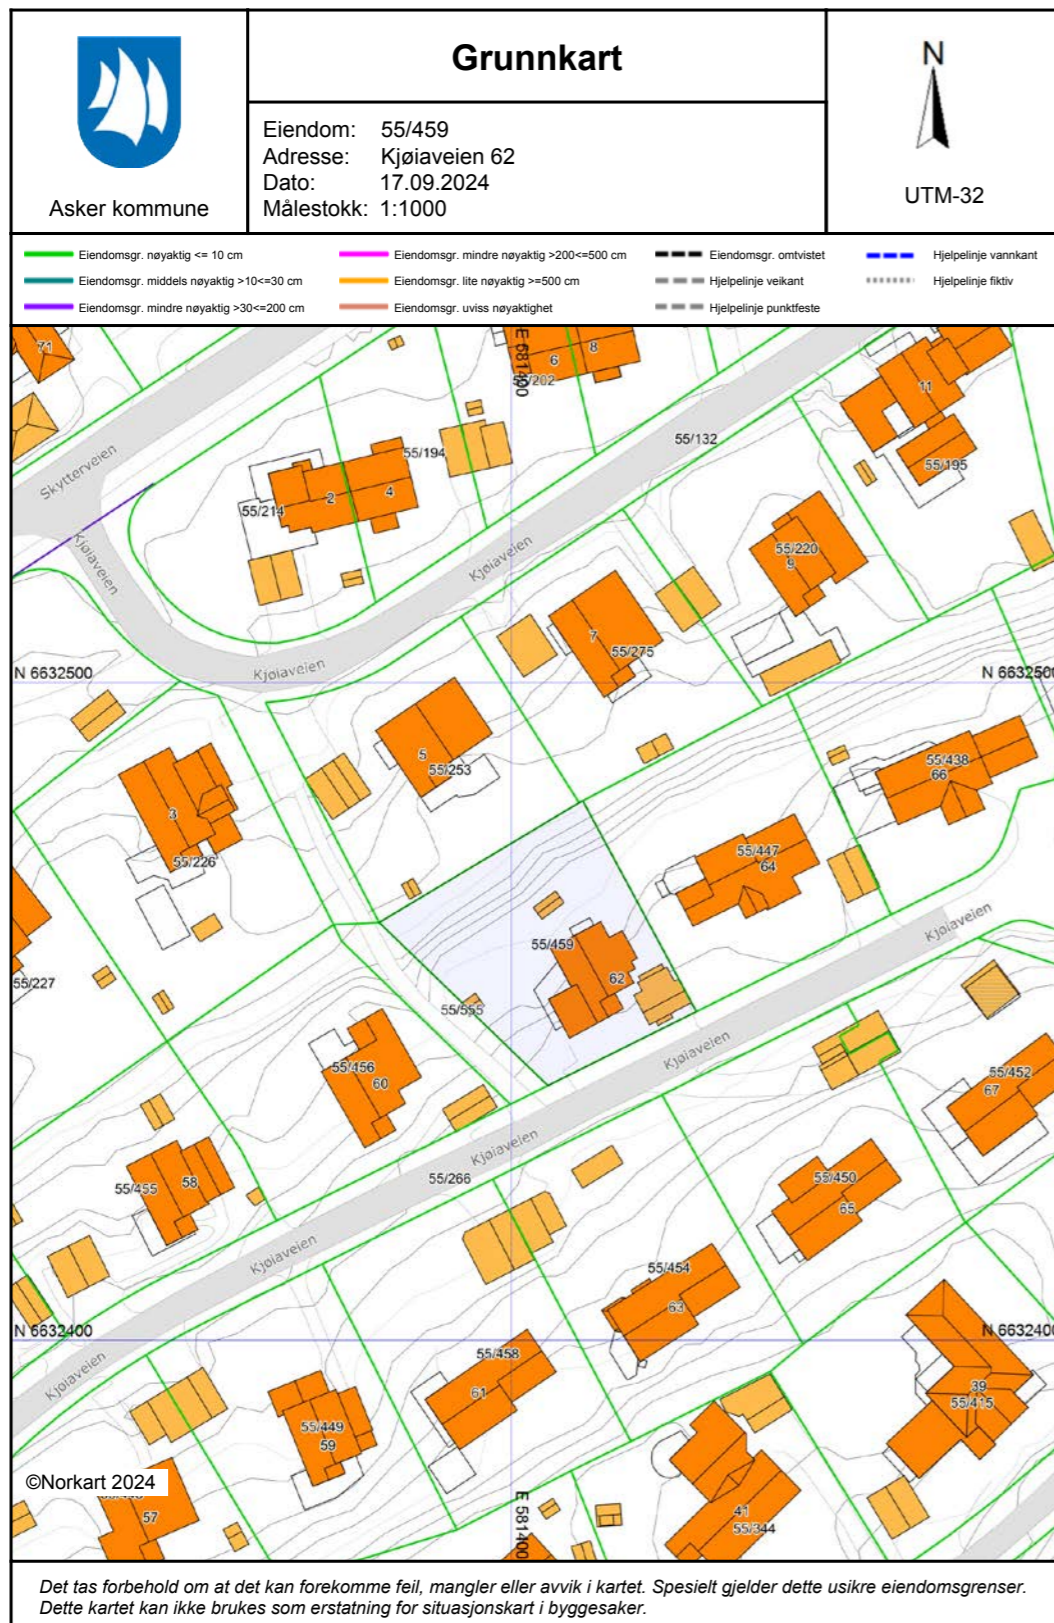 Grunnkart
Asker kommune
Eiendom: 55/459
Adresse: Kjøiaveien 62
Dato: 17.09.2024
Målestokk: 1:1000
N
UTM-32
Eiendomsgr. nøyaktig <= 10 cm
Eiendomsgr. middels nøyaktig >10<=30 cm
Eiendomsgr. mindre nøyaktig >30<=200 cm
Eiendomsgr. mindre nøyaktig >200<=500 cm
Eiendomsgr. lite nøyaktig >=500 cm
Eiendomsgr. uviss nøyaktighet
Eiendomsgr. omtvistet
Hjelpelinje veikant
Hjelpelinje punktfeste
Hjelpelinje vannkant
Hjelpelinje fiktiv
71
E 581400
6
8
55/202
11
55/195
Skytterveien
55/194
55/132
2
4
55/214
Kjøiaveien
Kjøiaveien
55/220
9
7
55/275
Kjøiaveien
N 6632500
N 6632500
5
55/253
55/438
66
3
55/226
55/447
64
55/459
62
Kjøiaveien
55/227
55/555
Kjøiaveien
55/456
60
55/452
67
Kjøiaveien
55/266
55/455
58
55/450
65
Kjøiaveien
55/454
63
N 6632400
N 6632400
Kjøiaveien
55/458
61
39
55/415
55/449
59
©Norkart 2024
57
E 581400
41
55/344
Det tas forbehold om at det kan forekomme feil, mangler eller avvik i kartet. Spesielt gjelder dette usikre eiendomsgrenser.
Dette kartet kan ikke brukes som erstatning for situasjonskart i byggesaker.